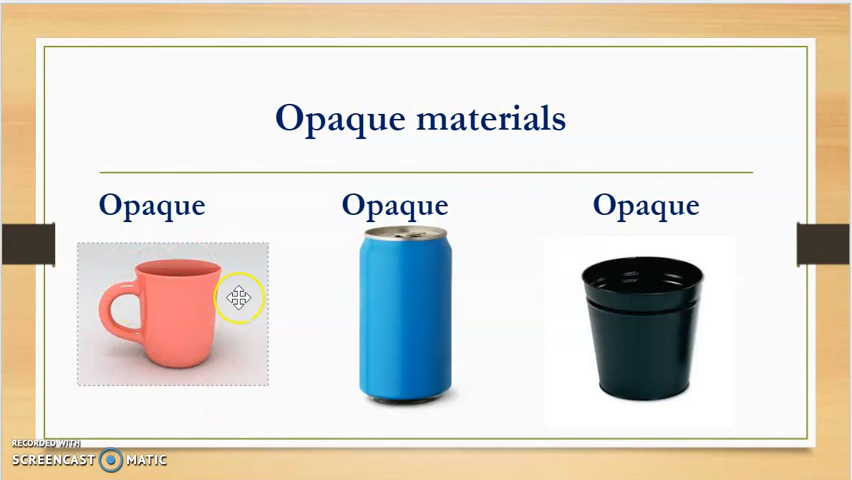 Opaque materials
Opaque Opaque Opaque
RECORDED WITH
SCREENCAST MATIC